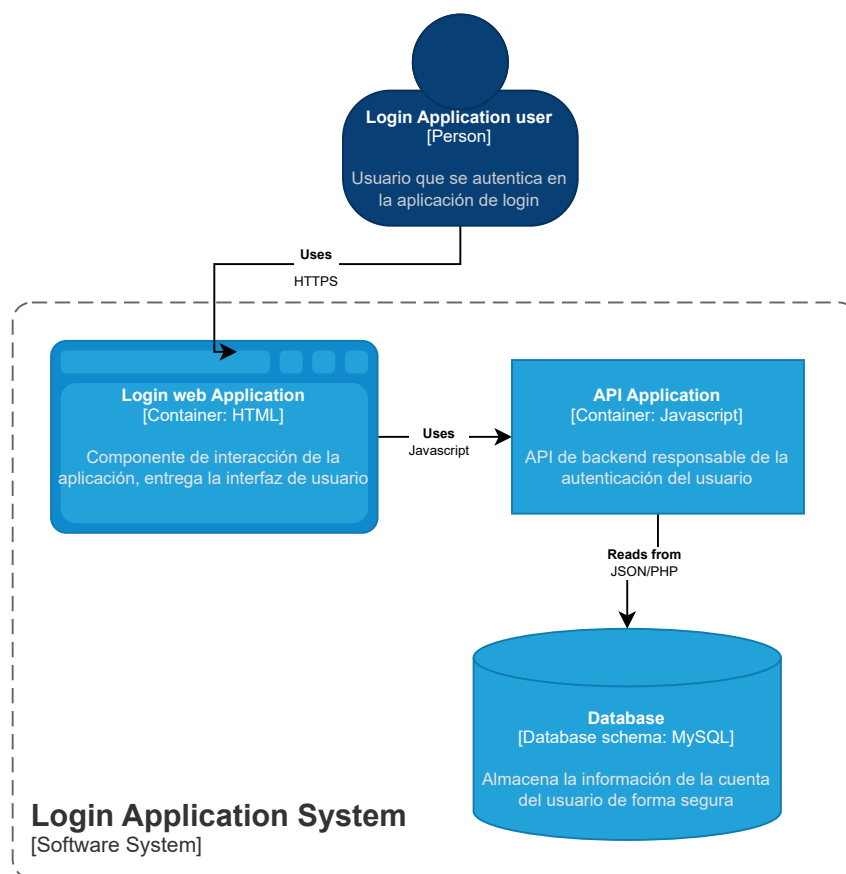 Login Application user
[Person]
Usuario que se autentica en
la aplicación de login
Uses
HTTPS
Login web Application
[Container: HTML]
Componente de interacción de la
aplicación, entrega la interfaz de usuario
Uses
Javascript
API Application
[Container: Javascript]
API de backend responsable de la
autenticación del usuario
Reads from
JSON/PHP
Database
[Database schema: MySQL]
Almacena la información de la cuenta
del usuario de forma segura
Login Application System
[Software System]